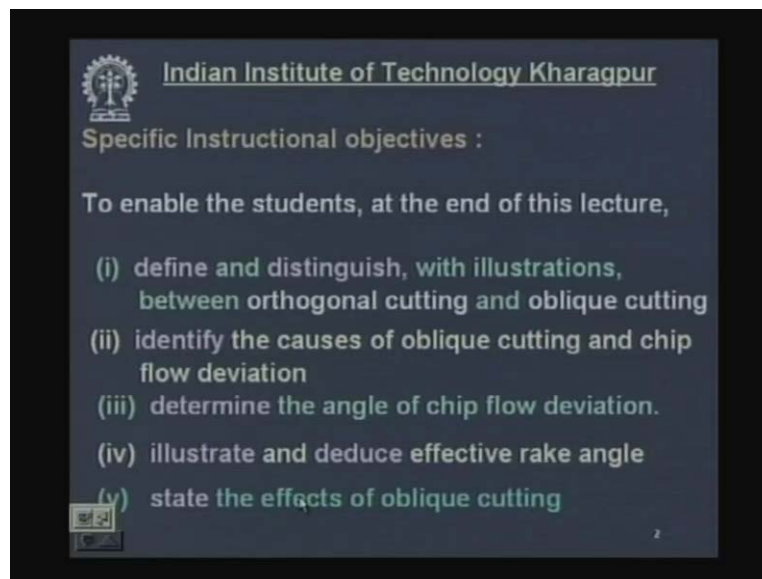 Indian Institute of Technology Kharagpur
Specific Instructional objectives :
To enable the students, at the end of this lecture,
(i) define and distinguish, with illustrations,
between orthogonal cutting and oblique cutting
(ii) identify the causes of oblique cutting and chip
flow deviation
(iii) determine the angle of chip flow deviation.
(iv) illustrate and deduce effective rake angle
(v) state the effects of oblique cutting
2